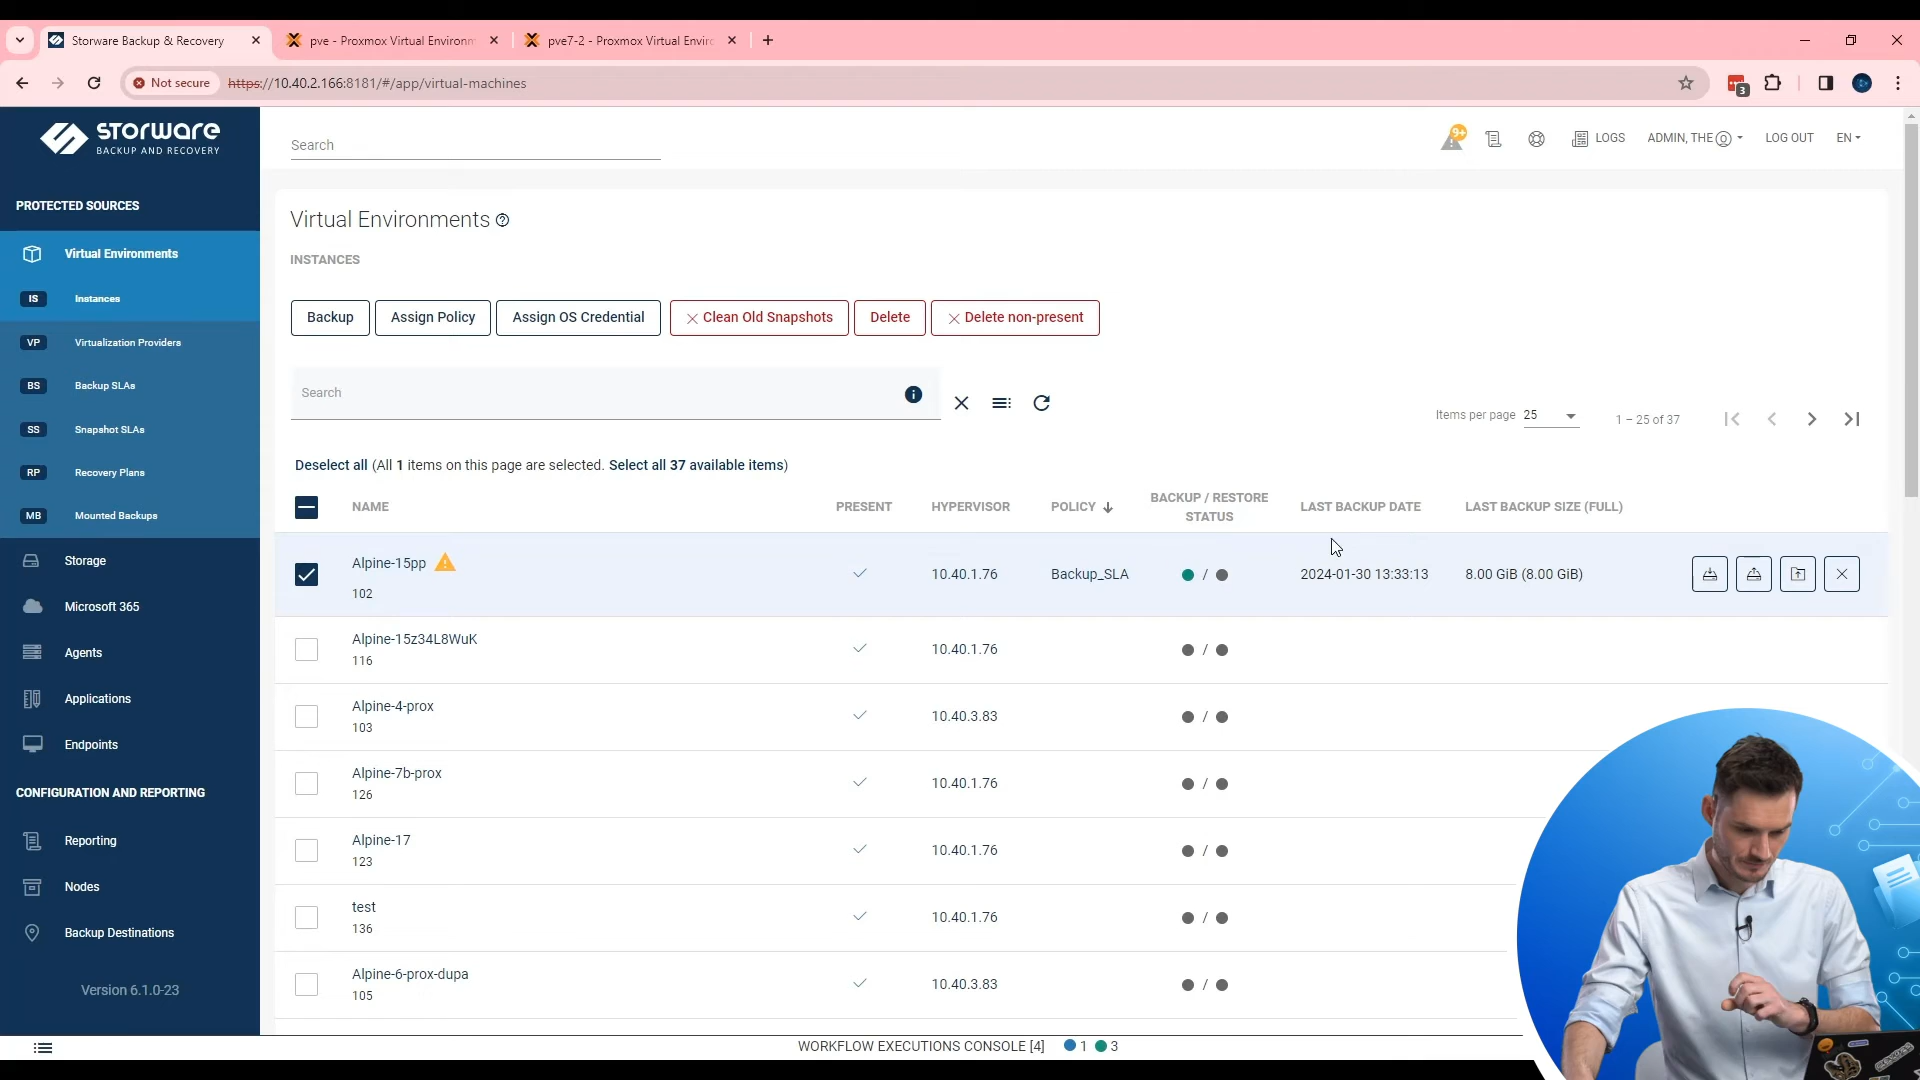 Storware Backup & Recovery
pve - Proxmox Virtual Environm
pve7-2 - Proxmox Virtual Enviro
Not secure
https://10.40.2.166:8181/#/app/virtual-machines
3
STORWARE
BACKUP AND RECOVERY
Search
9+
LOGS
ADMIN, THE
LOG OUT
EN
PROTECTED SOURCES
Virtual Environments
IS Instances
VP Virtualization Providers
BS Backup SLAs
SS Snapshot SLAs
RP Recovery Plans
MB Mounted Backups
Storage
Microsoft 365
Agents
Applications
Endpoints
CONFIGURATION AND REPORTING
Reporting
Nodes
Backup Destinations
Version 6.1.0-23
Virtual Environments
INSTANCES
Backup Assign Policy Assign OS Credential Clean Old Snapshots Delete Delete non-present
Search
Items per page 25 1 – 25 of 37
Deselect all (All 1 items on this page are selected. Select all 37 available items)
NAME PRESENT HYPERVISOR POLICY BACKUP / RESTORE STATUS LAST BACKUP DATE LAST BACKUP SIZE (FULL)
Alpine-15pp 10.40.1.76 Backup_SLA / 2024-01-30 13:33:13 8.00 GiB (8.00 GiB)
102
Alpine-15z34L8WuK 10.40.1.76 /
116
Alpine-4-prox 10.40.3.83 /
103
Alpine-7b-prox 10.40.1.76 /
126
Alpine-17 10.40.1.76 /
123
test 10.40.1.76 /
136
Alpine-6-prox-dupa 10.40.3.83 /
105
WORKFLOW EXECUTIONS CONSOLE [4] 1 3